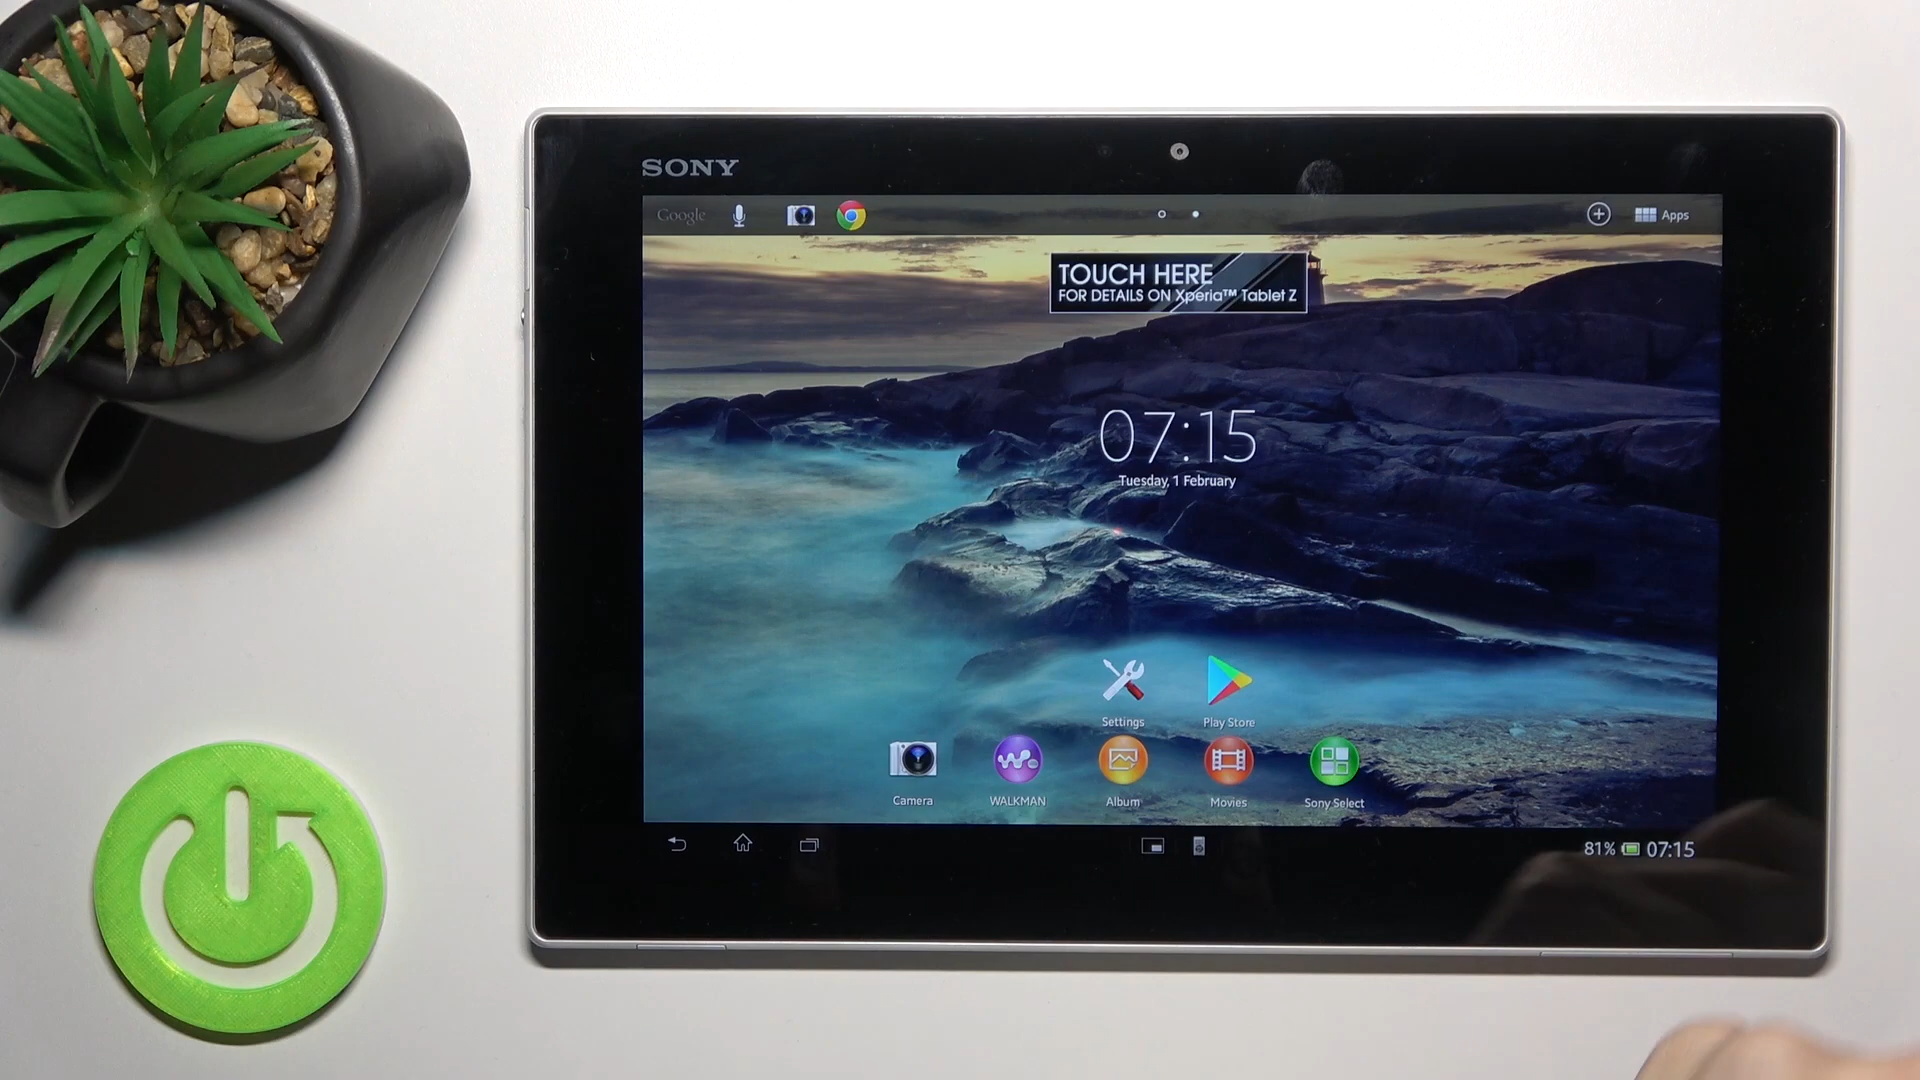 SONY
Google
Apps
TOUCH HERE
FOR DETAILS ON Xperia™ Tablet Z
07:15
Tuesday, 1 February
Settings
Play Store
Camera
WALKMAN
Album
Movies
Sony Select
81%
07:15